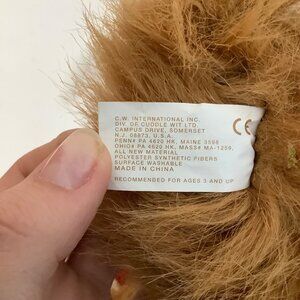 C.W. INTERNATIONAL INC.
DIV. OF CUDDLE WIT LTD.
CAMPUS DRIVE, SOMERSET
N.J. 08873, U.S.A.
PENN# PA 4620 HK, MAINE 3598
OHIO# PA 4620 HK, MASS# MA-1259,
ALL NEW MATERIAL
POLYESTER SYNTHETIC FIBERS
SURFACE WASHABLE
MADE IN CHINA
RECOMMENDED FOR AGES 3 AND UP
CE